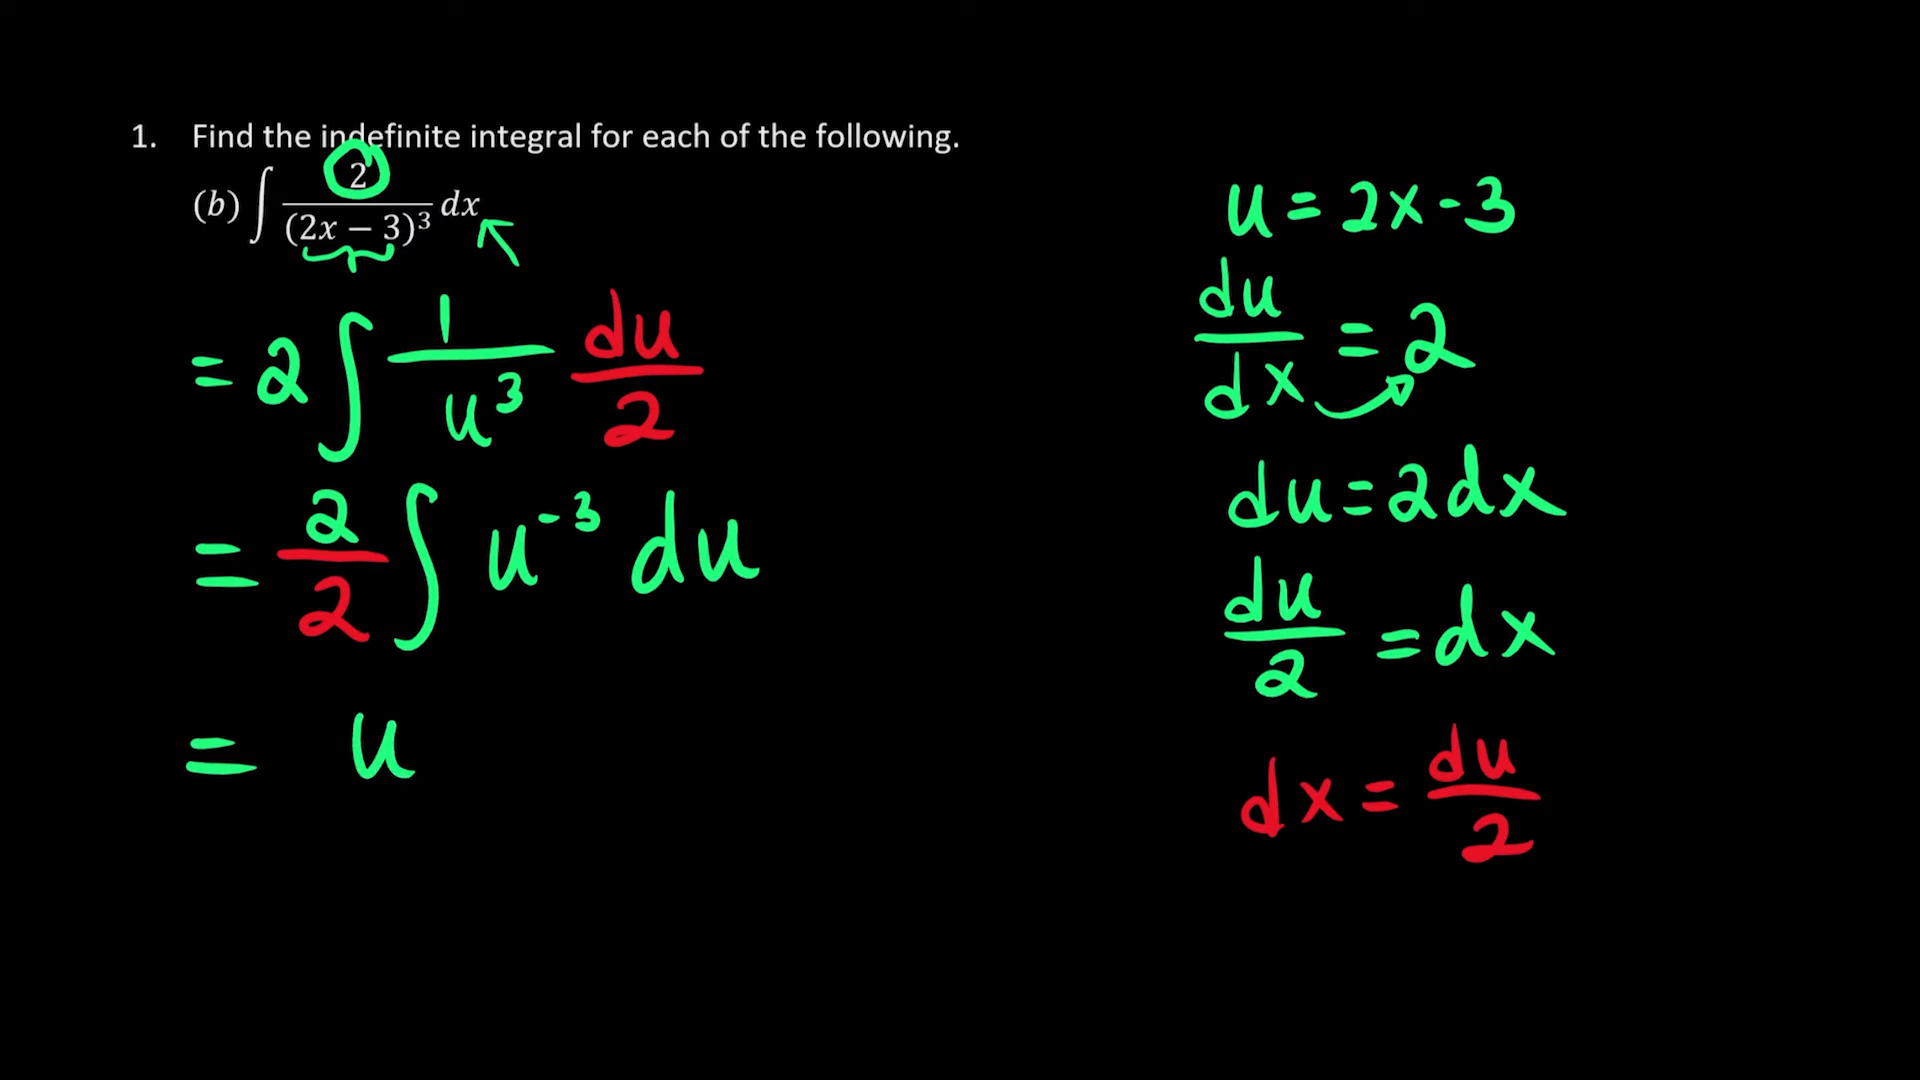 1. Find the indefinite integral for each of the following.
(b) ∫ 2/(2x − 3)³ dx
= 2 ∫ 1/u³ du/2
= 2/2 ∫ u⁻³ du
= u
u = 2x - 3
du/dx = 2
du = 2dx
du/2 = dx
dx = du/2